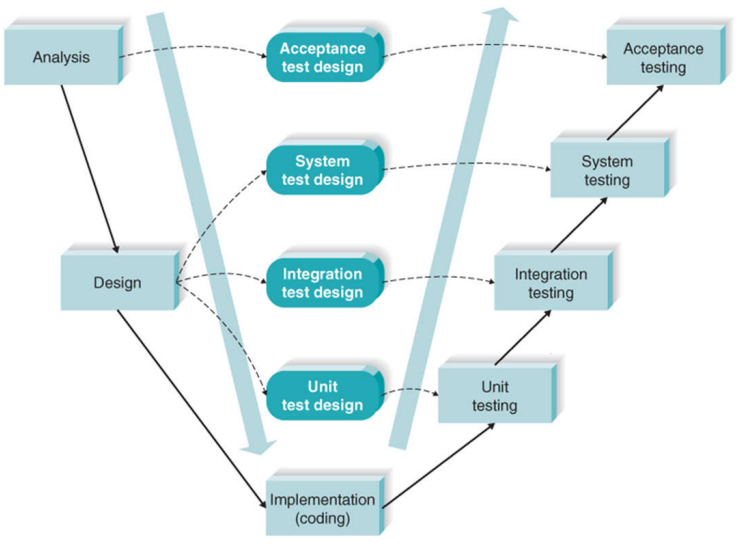 Analysis
Acceptance
test design
Acceptance
testing
System
test design
System
testing
Design
Integration
test design
Integration
testing
Unit
test design
Unit
testing
Implementation
(coding)